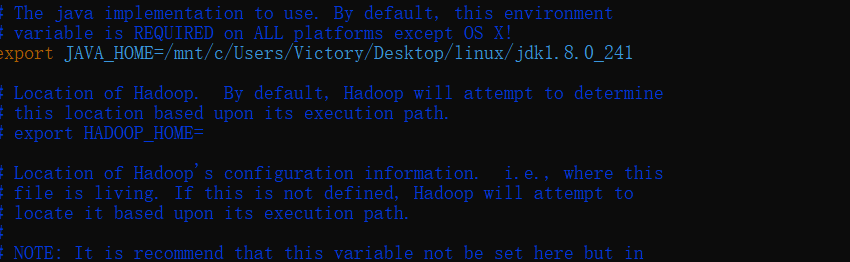 # The java implementation to use. By default, this environment
# variable is REQUIRED on ALL platforms except OS X!
export JAVA_HOME=/mnt/c/Users/Victory/Desktop/linux/jdk1.8.0_241
# Location of Hadoop.  By default, Hadoop will attempt to determine
# this location based upon its execution path.
# export HADOOP_HOME=
# Location of Hadoop's configuration information.  i.e., where this
# file is living. If this is not defined, Hadoop will attempt to
# locate it based upon its execution path.
#
# NOTE: It is recommend that this variable not be set here but in